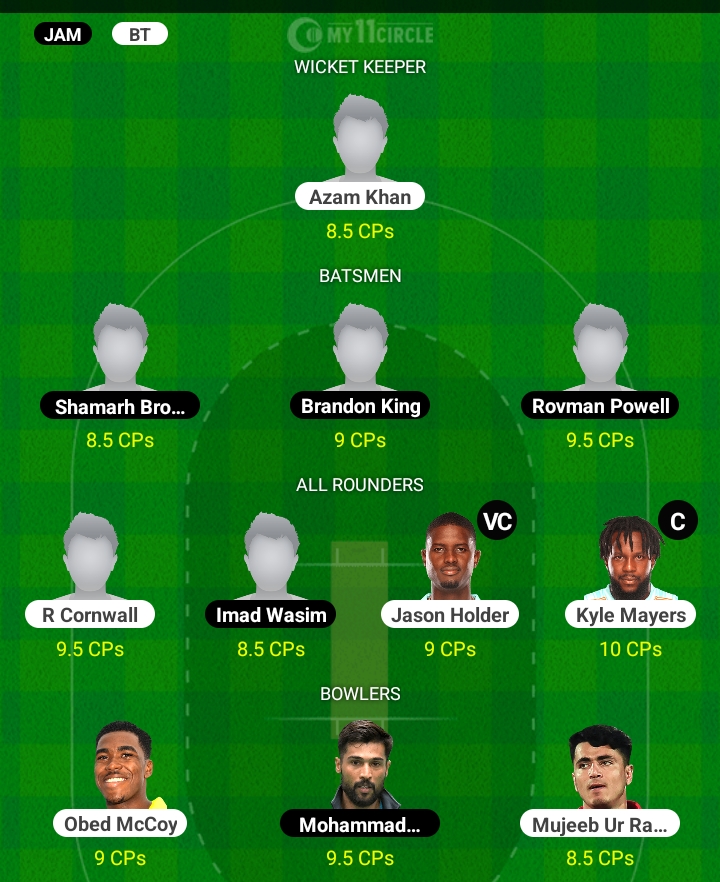 JAM BT
MY11CIRCLE
WICKET KEEPER
Azam Khan
8.5 CPs
BATSMEN
Shamarh Bro... Brandon King Rovman Powell
8.5 CPs 9 CPs 9.5 CPs
ALL ROUNDERS
VC C
R Cornwall Imad Wasim Jason Holder Kyle Mayers
9.5 CPs 8.5 CPs 9 CPs 10 CPs
BOWLERS
Obed McCoy Mohammad... Mujeeb Ur Ra...
9 CPs 9.5 CPs 8.5 CPs